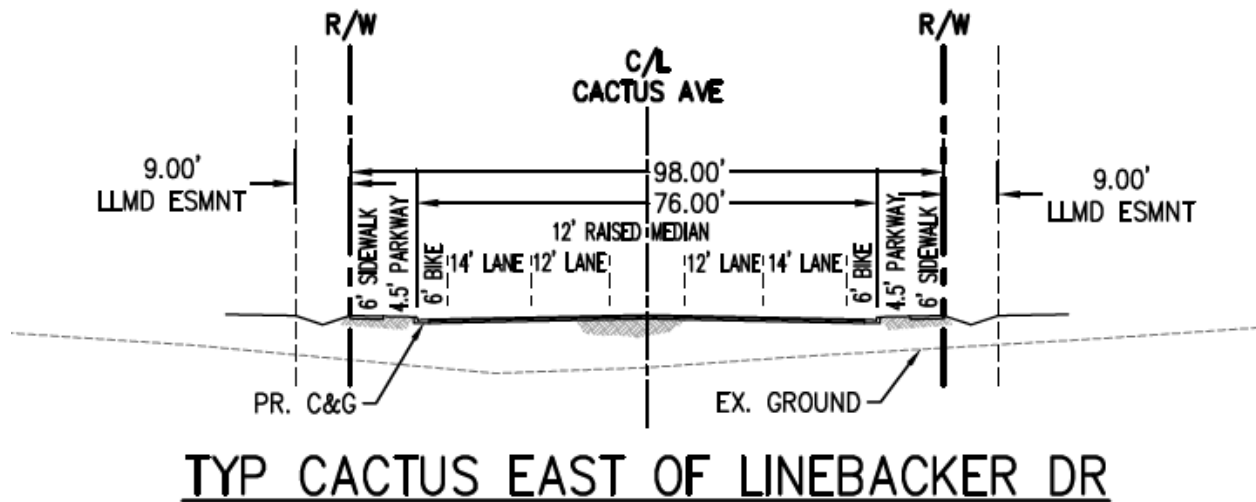 R/W
R/W
C/L
CACTUS AVE
9.00'
LLMD ESMNT
98.00'
76.00'
9.00'
LLMD ESMNT
12' RAISED MEDIAN
6' SIDEWALK
4.5' PARKWAY
6' BIKE
14' LANE
12' LANE
12' LANE
14' LANE
6' BIKE
4.5' PARKWAY
6' SIDEWALK
PR. C&G
EX. GROUND
TYP CACTUS EAST OF LINEBACKER DR